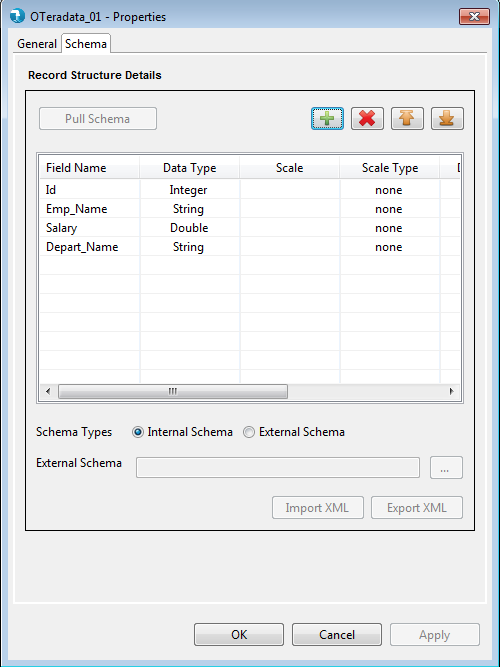 OTeradata_01 - Properties
General Schema
Record Structure Details
Pull Schema
Field Name Data Type Scale Scale Type
Id Integer none
Emp_Name String none
Salary Double none
Depart_Name String none
Schema Types Internal Schema External Schema
External Schema ...
Import XML Export XML
OK Cancel Apply